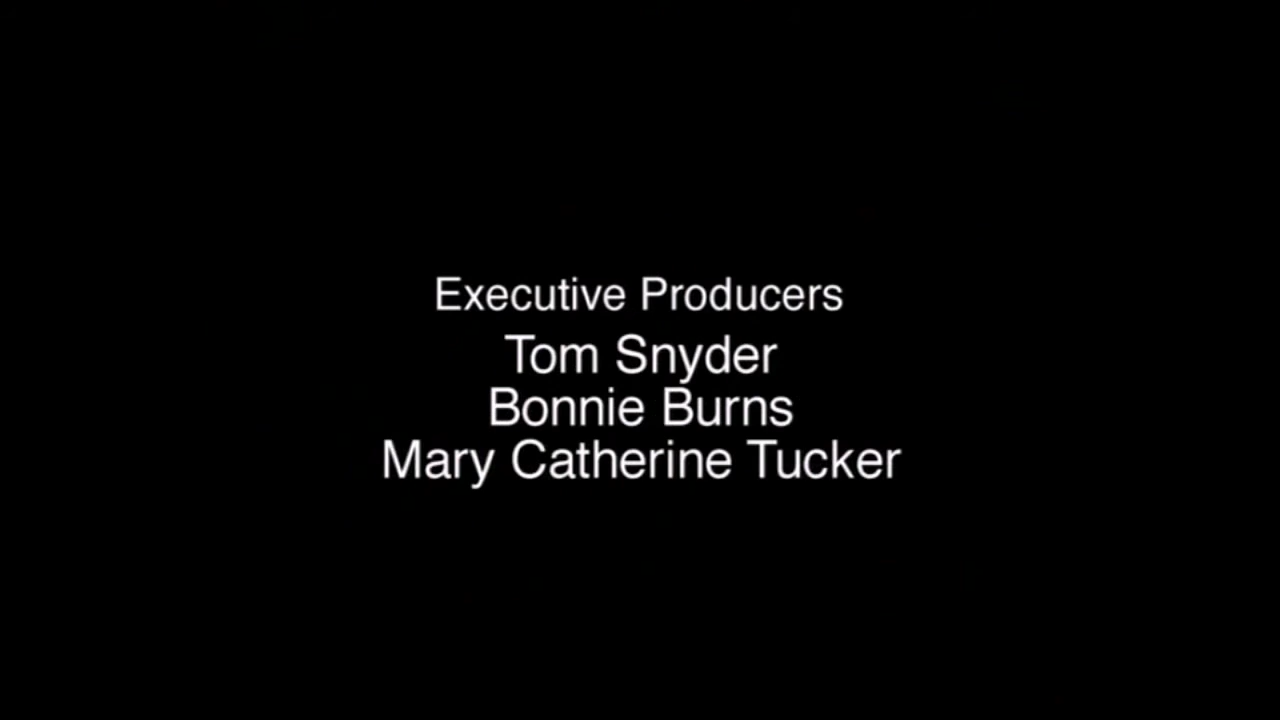 Executive Producers
Tom Snyder
Bonnie Burns
Mary Catherine Tucker